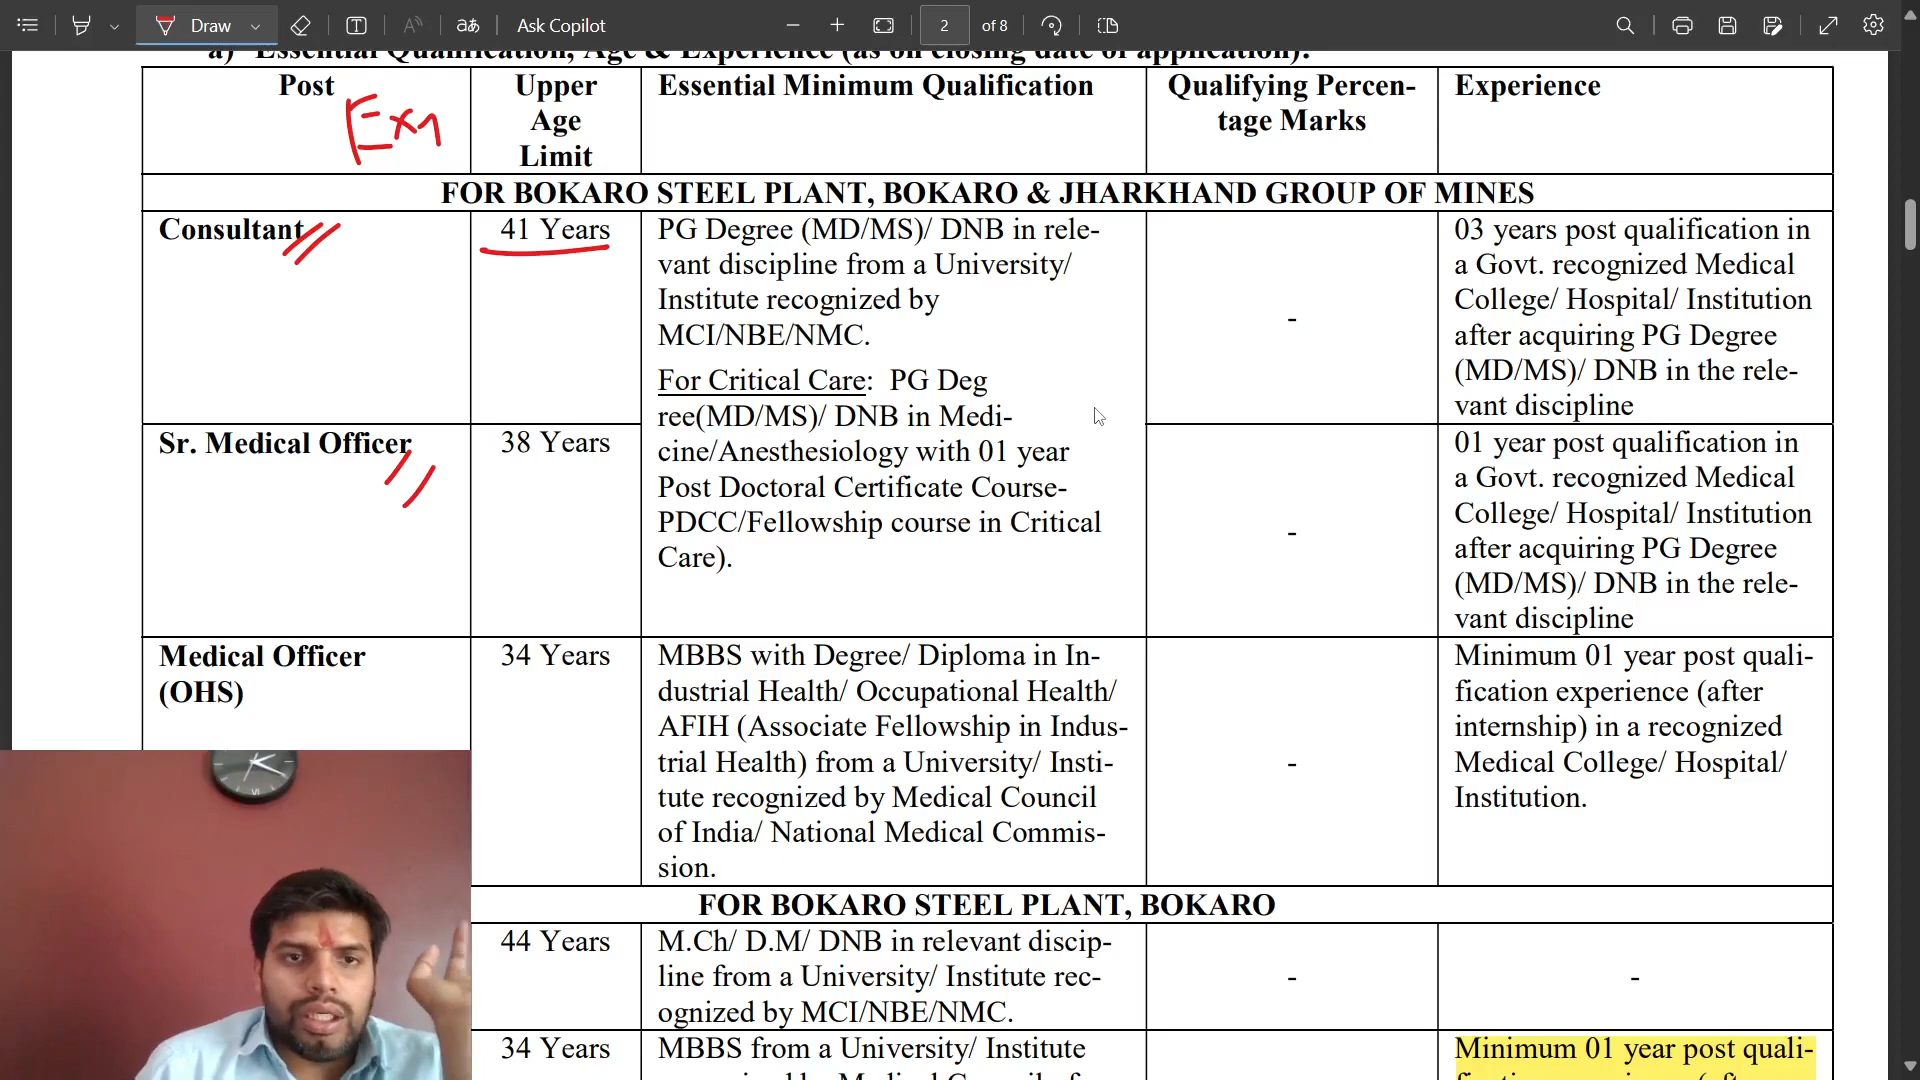 Draw
Ask Copilot
2 of 8
a) Essential Qualification, Age & Experience (as on closing date of application):
Post
Upper
Age
Limit
Essential Minimum Qualification
Qualifying Percen-
tage Marks
Experience
FOR BOKARO STEEL PLANT, BOKARO & JHARKHAND GROUP OF MINES
Consultant
41 Years
PG Degree (MD/MS)/ DNB in rele-
vant discipline from a University/
Institute recognized by
MCI/NBE/NMC.
For Critical Care: PG Deg
ree(MD/MS)/ DNB in Medi-
cine/Anesthesiology with 01 year
Post Doctoral Certificate Course-
PDCC/Fellowship course in Critical
Care).
-
03 years post qualification in
a Govt. recognized Medical
College/ Hospital/ Institution
after acquiring PG Degree
(MD/MS)/ DNB in the rele-
vant discipline
Sr. Medical Officer
38 Years
-
01 year post qualification in
a Govt. recognized Medical
College/ Hospital/ Institution
after acquiring PG Degree
(MD/MS)/ DNB in the rele-
vant discipline
Medical Officer
(OHS)
34 Years
MBBS with Degree/ Diploma in In-
dustrial Health/ Occupational Health/
AFIH (Associate Fellowship in Indus-
trial Health) from a University/ Insti-
tute recognized by Medical Council
of India/ National Medical Commis-
sion.
-
Minimum 01 year post quali-
fication experience (after
internship) in a recognized
Medical College/ Hospital/
Institution.
FOR BOKARO STEEL PLANT, BOKARO
44 Years
M.Ch/ D.M/ DNB in relevant discip-
line from a University/ Institute rec-
ognized by MCI/NBE/NMC.
-
-
34 Years
MBBS from a University/ Institute
Minimum 01 year post quali-